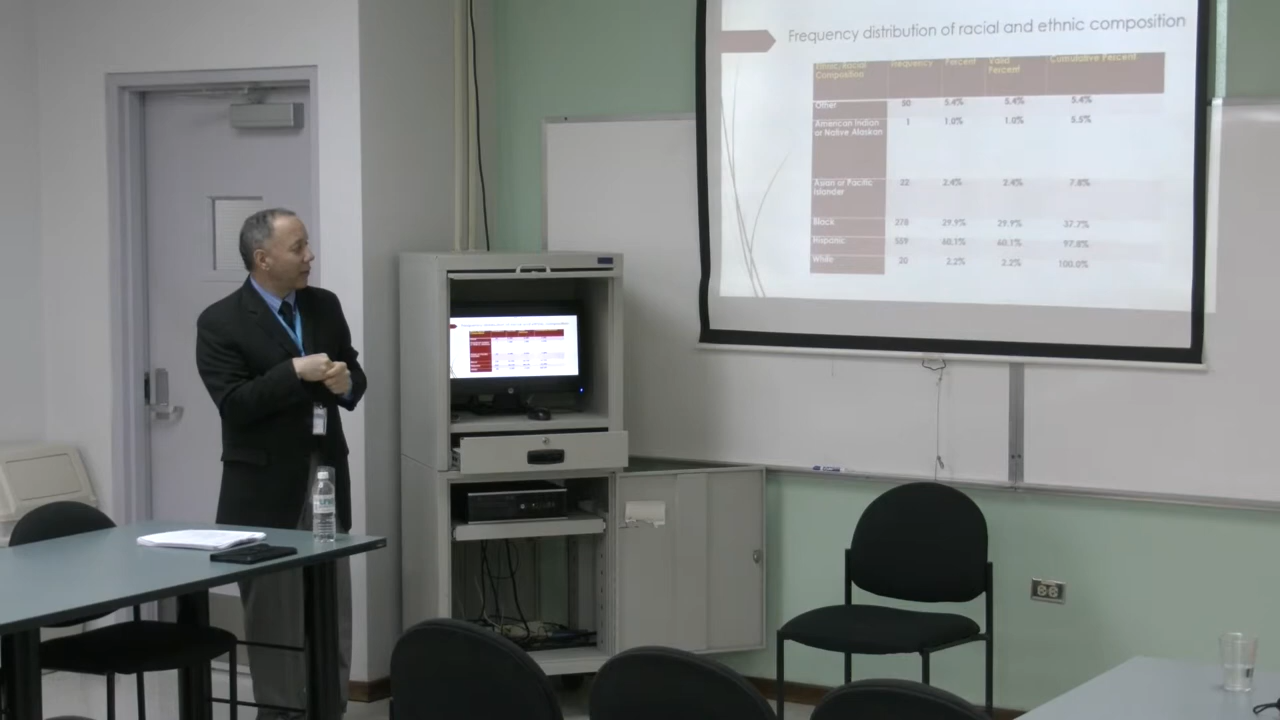 Frequency distribution of racial and ethnic composition
Ethnic/Racial Frequency Percent Valid Cumulative Percent
Composition Percent
Other 50 5.4% 5.4% 5.4%
American Indian 1 1.0% 1.0% 5.5%
or Native Alaskan
Asian or Pacific 22 2.4% 2.4% 7.8%
Islander
Black 278 29.9% 29.9% 37.7%
Hispanic 559 60.1% 60.1% 97.8%
White 20 2.2% 2.2% 100.0%